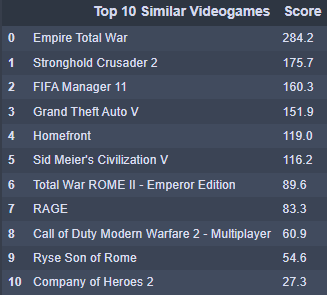 Top 10 Similar Videogames Score
0 Empire Total War 284.2
1 Stronghold Crusader 2 175.7
2 FIFA Manager 11 160.3
3 Grand Theft Auto V 151.9
4 Homefront 119.0
5 Sid Meier's Civilization V 116.2
6 Total War ROME II - Emperor Edition 89.6
7 RAGE 83.3
8 Call of Duty Modern Warfare 2 - Multiplayer 60.9
9 Ryse Son of Rome 54.6
10 Company of Heroes 2 27.3